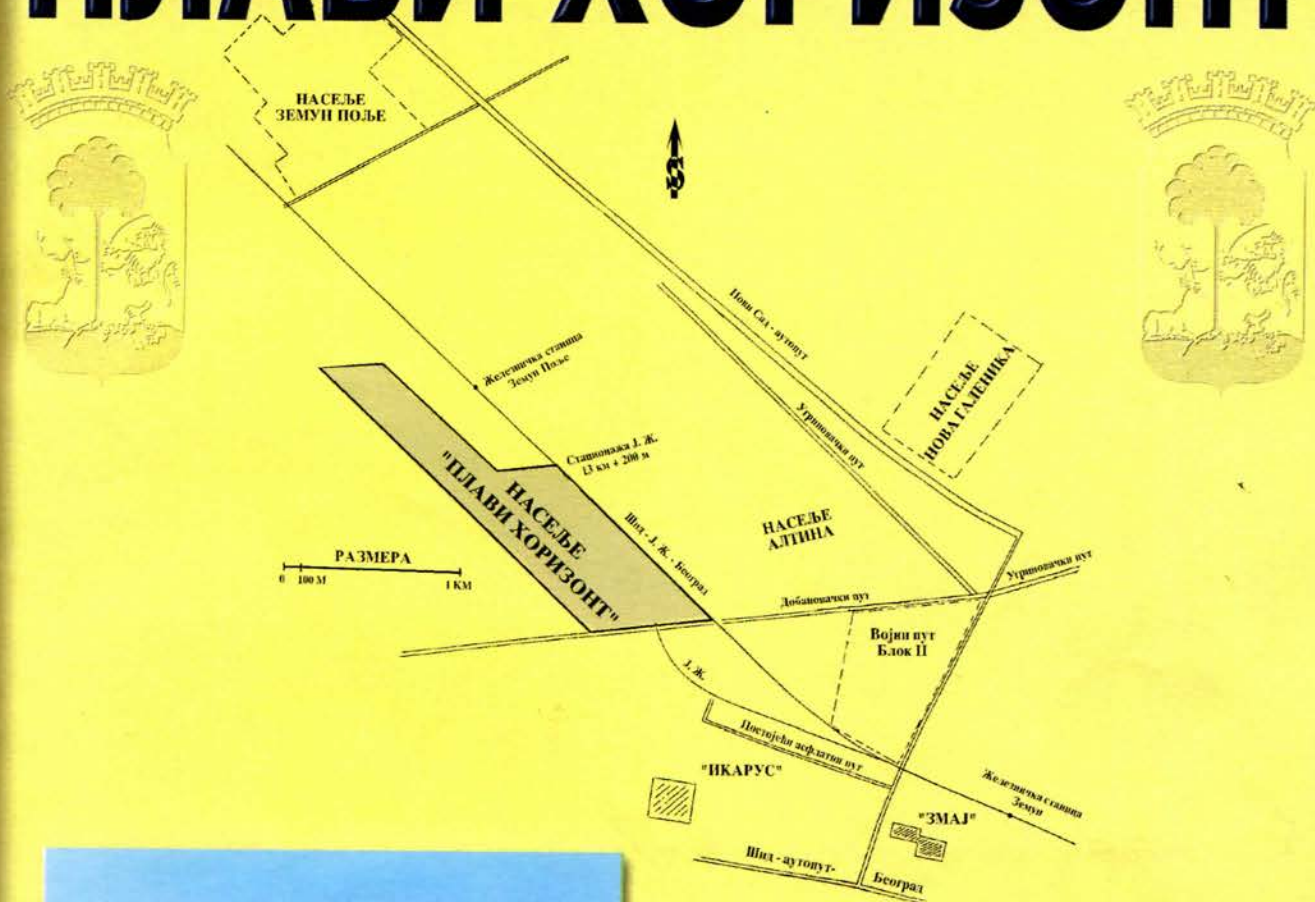 ПЛАВИ ХОРИЗОНТ
НАСЕЉЕ
ЗЕМУН ПОЉЕ
S
Нови Сад - аутопут
Железничка станица
Земун Поље
НАСЕЉЕ
НОВА ГАЛЕНИКА
Угриновачки пут
Стационажа Ј. Ж.
13 км + 200 м
НАСЕЉЕ
"ПЛАВИ ХОРИЗОНТ"
Шид - Ј. Ж. - Београд
НАСЕЉЕ
АЛТИНА
РАЗМЕРА
0 100 М 1 КМ
Угриновачки пут
Добановачки пут
Војни пут
Блок II
Ј. Ж.
Постојећи асфлатни пут
"ИКАРУС"
Железничка станица
Земун
"ЗМАЈ"
Шид - аутопут-
Београд